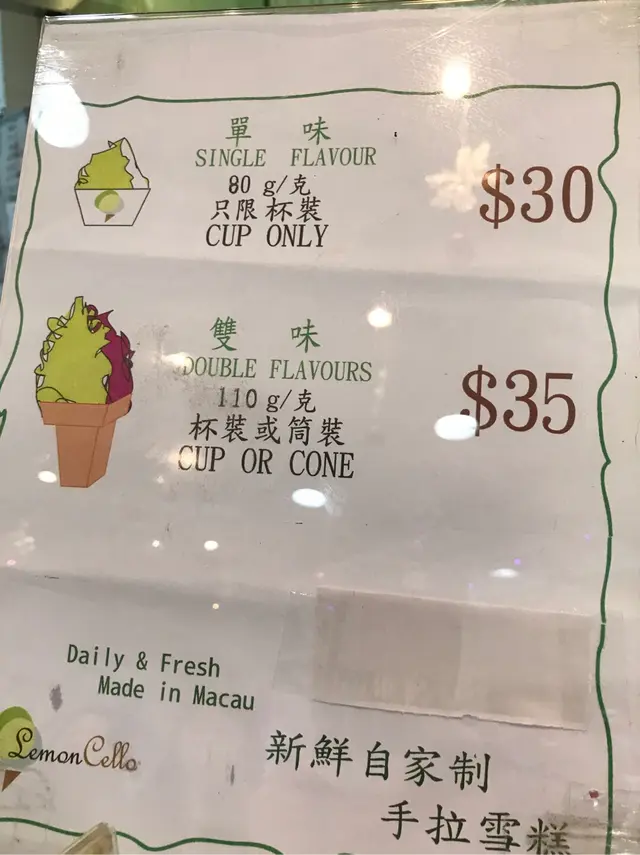 單 味
SINGLE FLAVOUR
80 g/克
只限杯裝
CUP ONLY
$30
雙 味
DOUBLE FLAVOURS
110 g/克
杯裝或筒裝
CUP OR CONE
$35
Daily & Fresh
Made in Macau
LemonCello
新鮮自家制
手拉雪糕